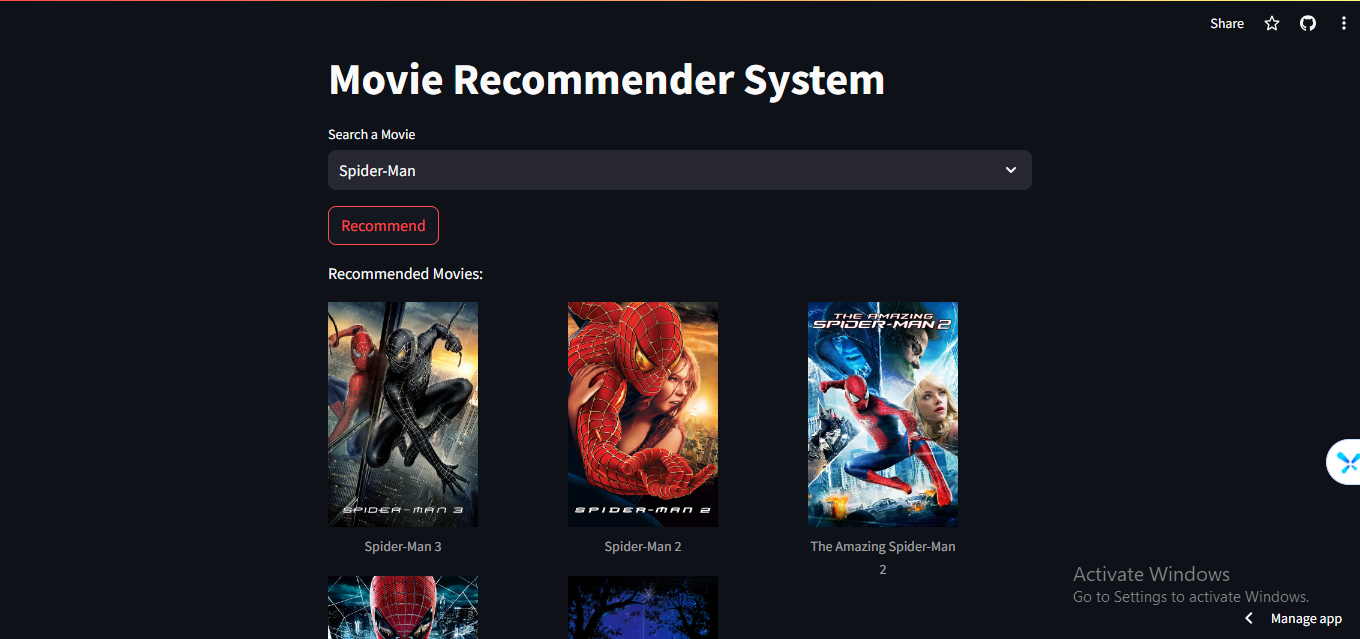 Share
Movie Recommender System
Search a Movie
Spider-Man
Recommend
Recommended Movies:
SPIDER-MAN 3
SPIDER-MAN 2
THE AMAZING
SPIDER-MAN 2
Spider-Man 3
Spider-Man 2
The Amazing Spider-Man
2
Activate Windows
Go to Settings to activate Windows.
Manage app